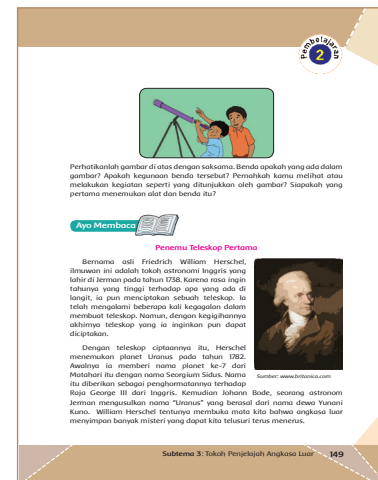 Pembelajaran
2
Perhatikanlah gambar di atas dengan saksama. Benda apakah yang ada dalam
gambar? Apakah kegunaan benda tersebut? Pernahkah kamu melihat atau
melakukan kegiatan seperti yang ditunjukkan oleh gambar? Siapakah yang
pertama menemukan alat dan benda itu?
Ayo Membaca
Penemu Teleskop Pertama
Bernama asli Friedrich William Herschel,
ilmuwan ini adalah tokoh astronomi Inggris yang
lahir di Jerman pada tahun 1738. Karena rasa ingin
tahunya yang tinggi terhadap apa yang ada di
langit, ia pun menciptakan sebuah teleskop. Ia
telah mengalami beberapa kali kegagalan dalam
membuat teleskop. Namun, dengan kegigihannya
akhirnya teleskop yang ia inginkan pun dapat
diciptakan.
Dengan teleskop ciptaannya itu, Herschel
menemukan planet Uranus pada tahun 1782.
Awalnya ia memberi nama planet ke-7 dari
Matahari itu dengan nama Seorgium Sidus. Nama
itu diberikan sebagai penghormatannya terhadap
Raja George III dari Inggris. Kemudian Johann Bode, seorang astronom
Jerman mengusulkan nama "Uranus" yang berasal dari nama dewa Yunani
Kuno. William Herschel tentunya membuka mata kita bahwa angkasa luar
menyimpan banyak misteri yang dapat kita telusuri terus menerus.
Sumber: www.britanica.com
Subtema 3: Tokoh Penjelajah Angkasa Luar
149